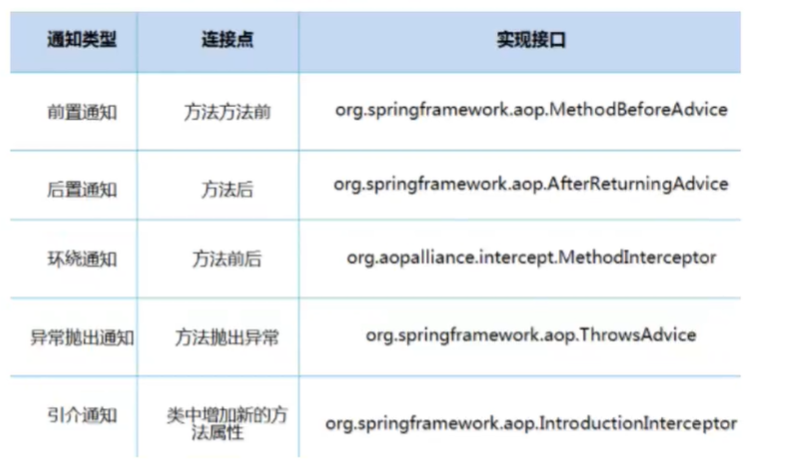 通知类型 连接点 实现接口
前置通知 方法方法前 org.springframework.aop.MethodBeforeAdvice
后置通知 方法后 org.springframework.aop.AfterReturningAdvice
环绕通知 方法前后 org.aopalliance.intercept.MethodInterceptor
异常抛出通知 方法抛出异常 org.springframework.aop.ThrowsAdvice
引介通知 类中增加新的方
法属性 org.springframework.aop.IntroductionInterceptor